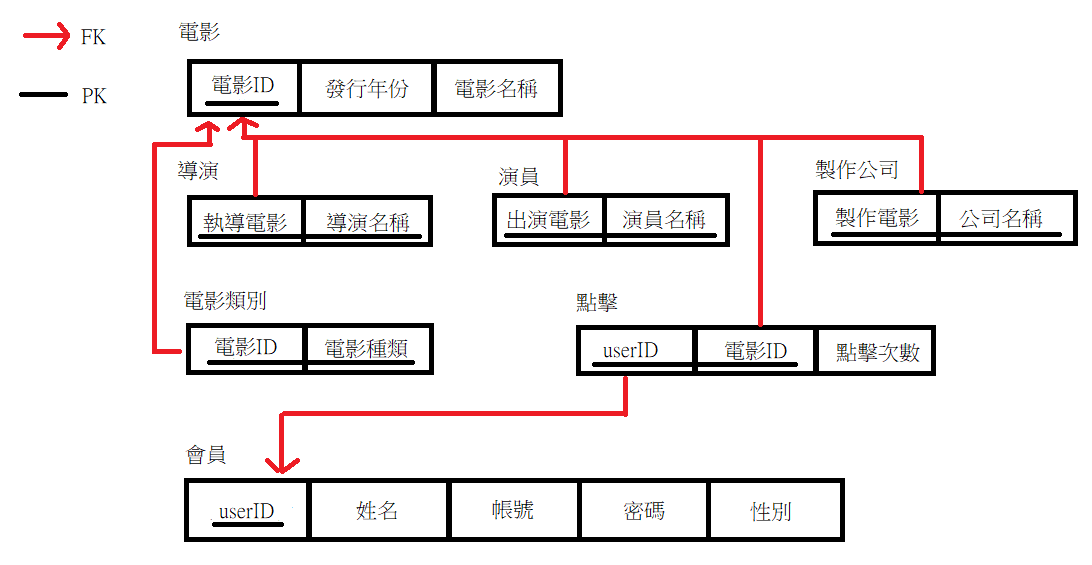 FK
PK
電影
電影ID 發行年份 電影名稱
導演
執導電影 導演名稱
演員
出演電影 演員名稱
製作公司
製作電影 公司名稱
電影類別
電影ID 電影種類
點擊
userID 電影ID 點擊次數
會員
userID 姓名 帳號 密碼 性別